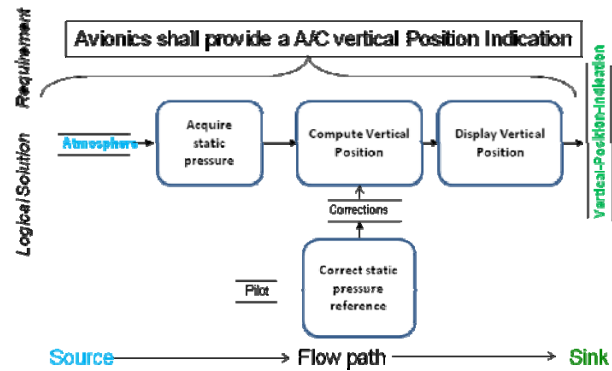 Requirement
Avionics shall provide a A/C vertical Position Indication
Logical Solution
Atmosphere
Acquire
static
pressure
Compute Vertical
Position
Display Vertical
Position
Vertical-Position-Indication
Corrections
Pilot
Correct static
pressure
reference
Source
Flow path
Sink